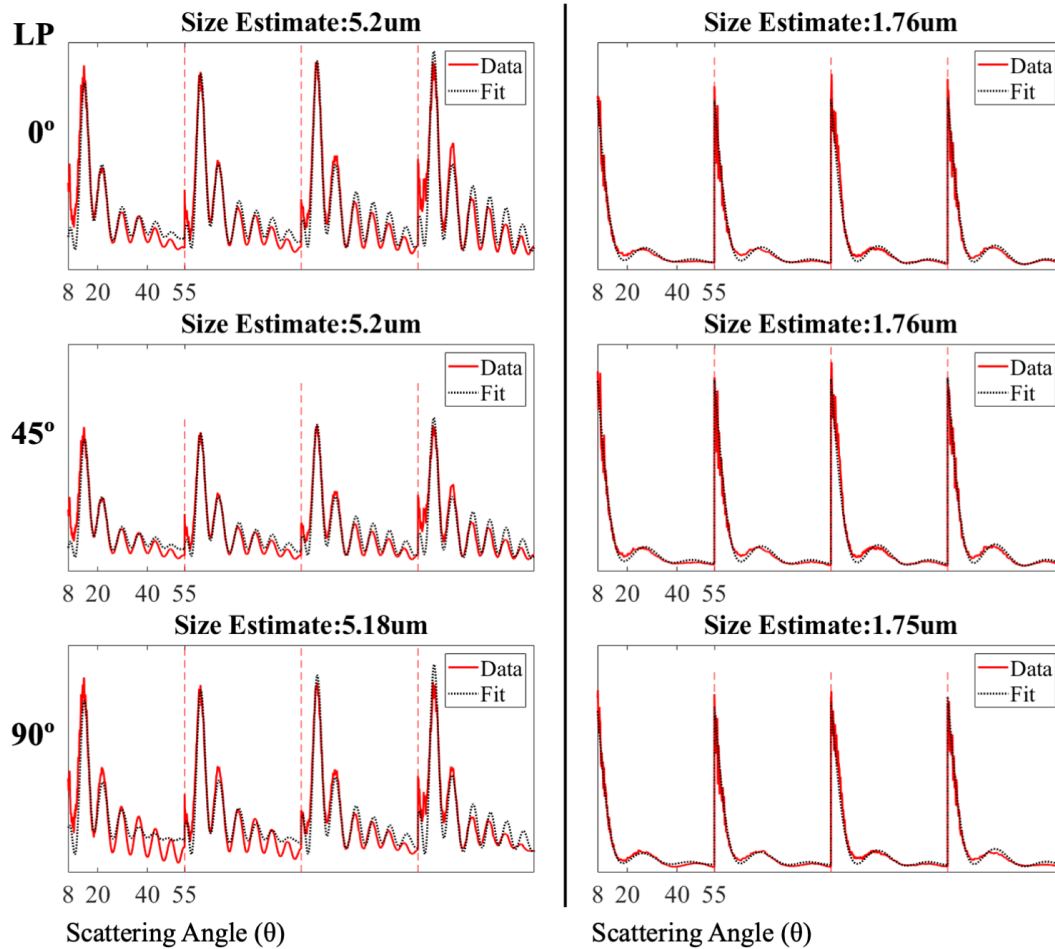 LP
Size Estimate:5.2um
Size Estimate:1.76um
0º
Data
Fit
Data
Fit
8 20 40 55
8 20 40 55
Size Estimate:5.2um
Size Estimate:1.76um
45º
Data
Fit
Data
Fit
8 20 40 55
8 20 40 55
Size Estimate:5.18um
Size Estimate:1.75um
90º
Data
Fit
Data
Fit
8 20 40 55
8 20 40 55
Scattering Angle (θ)
Scattering Angle (θ)